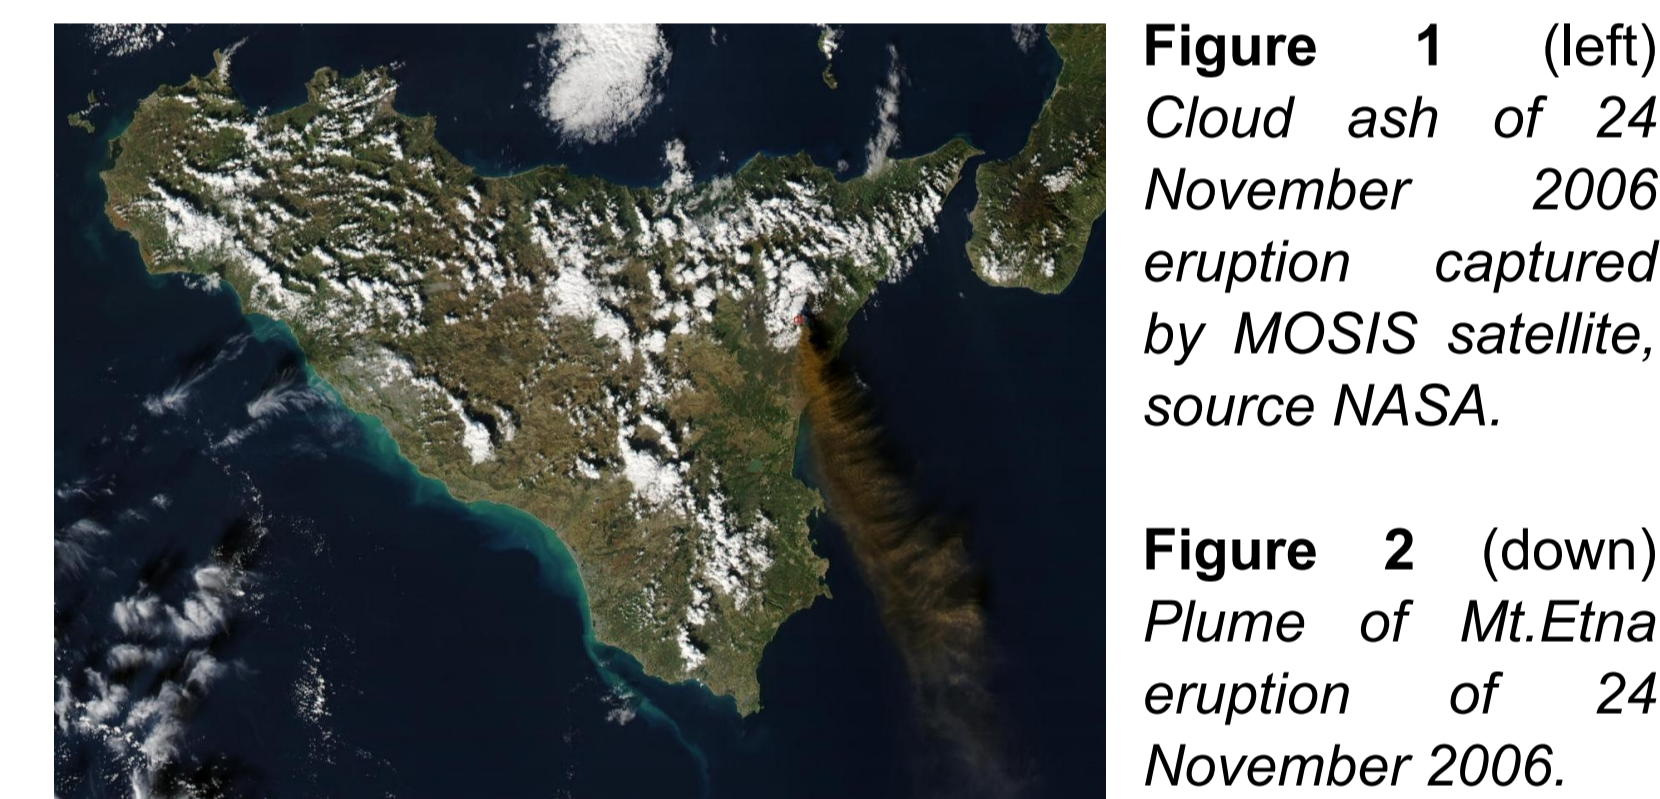 Figure 1 (left)
Cloud ash of 24
November 2006
eruption captured
by MOSIS satellite,
source NASA.
Figure 2 (down)
Plume of Mt.Etna
eruption of 24
November 2006.